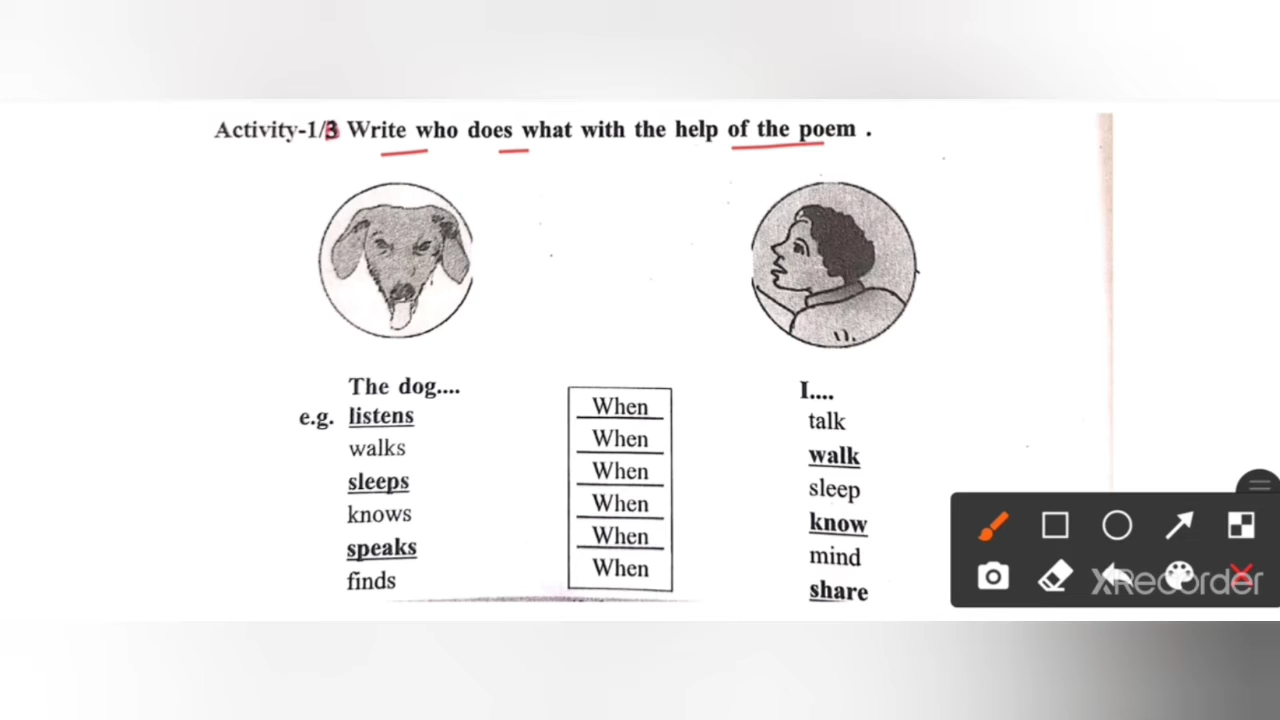 Activity-1/3 Write who does what with the help of the poem .
The dog....
e.g. listens
walks
sleeps
knows
speaks
finds
When
When
When
When
When
When
I....
talk
walk
sleep
know
mind
share
XRecorder